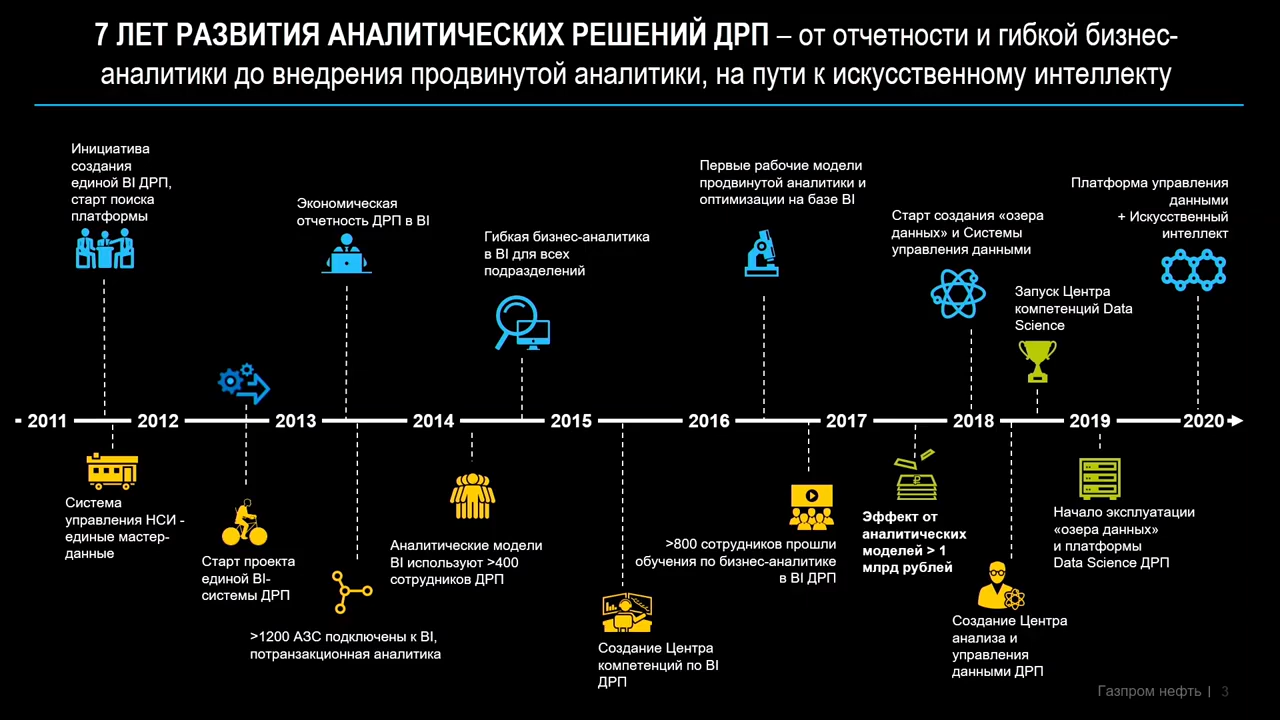 7 ЛЕТ РАЗВИТИЯ АНАЛИТИЧЕСКИХ РЕШЕНИЙ ДРП – от отчетности и гибкой бизнес-
аналитики до внедрения продвинутой аналитики, на пути к искусственному интеллекту
Инициатива
создания
единой BI ДРП,
старт поиска
платформы
Экономическая
отчетность ДРП в BI
Гибкая бизнес-аналитика
в BI для всех
подразделений
Первые рабочие модели
продвинутой аналитики и
оптимизации на базе BI
Старт создания «озера
данных» и Системы
управления данными
Запуск Центра
компетенций Data
Science
Платформа управления
данными
+ Искусственный
интеллект
2011 2012 2013 2014 2015 2016 2017 2018 2019 2020
Система
управления НСИ -
единые мастер-
данные
Старт проекта
единой BI-
системы ДРП
>1200 АЗС подключены к BI,
потранзакционная аналитика
Аналитические модели
BI используют >400
сотрудников ДРП
Создание Центра
компетенций по BI
ДРП
>800 сотрудников прошли
обучения по бизнес-аналитике
в BI ДРП
₽
Эффект от
аналитических
моделей > 1
млрд рублей
Создание Центра
анализа и
управления
данными ДРП
Начало эксплуатации
«озера данных»
и платформы
Data Science ДРП
Газпром нефть | 3